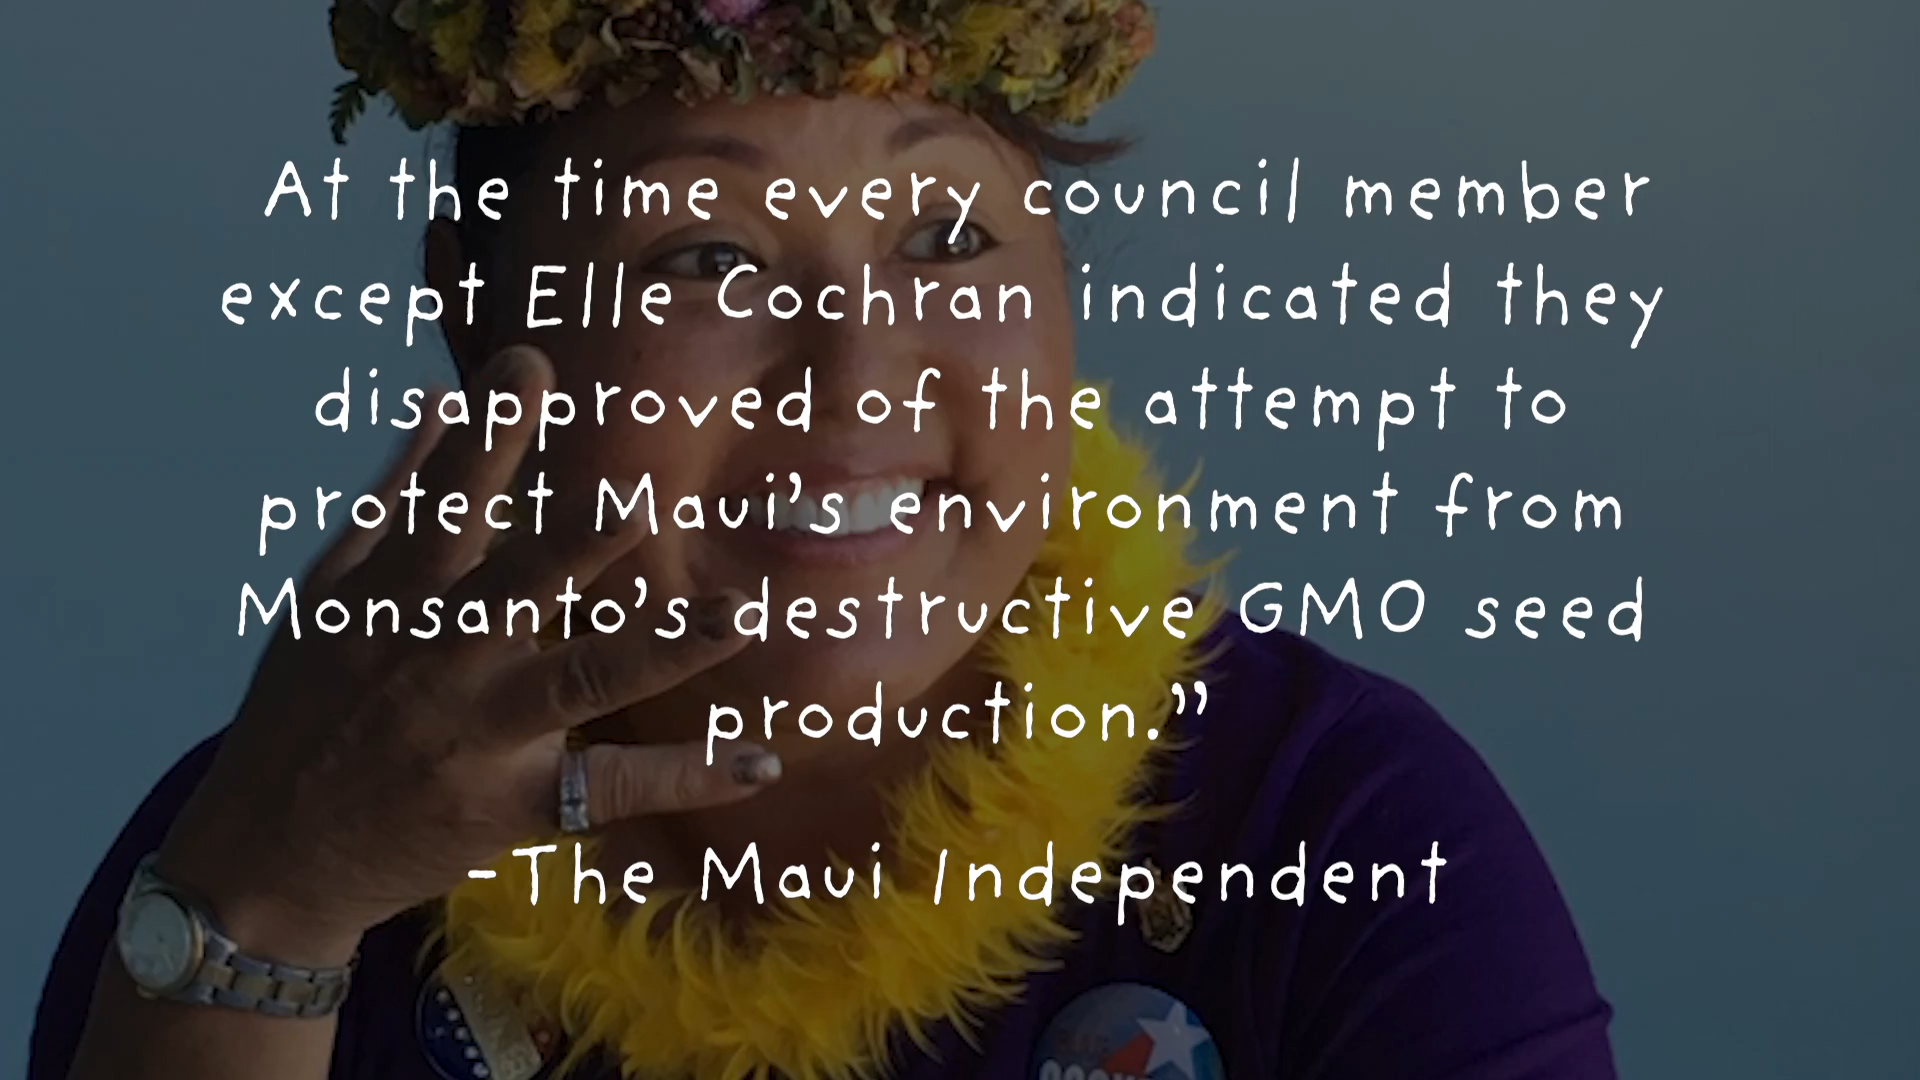 At the time every council member
except Elle Cochran indicated they
disapproved of the attempt to
protect Maui’s environment from
Monsanto’s destructive GMO seed
production.”
-The Maui Independent